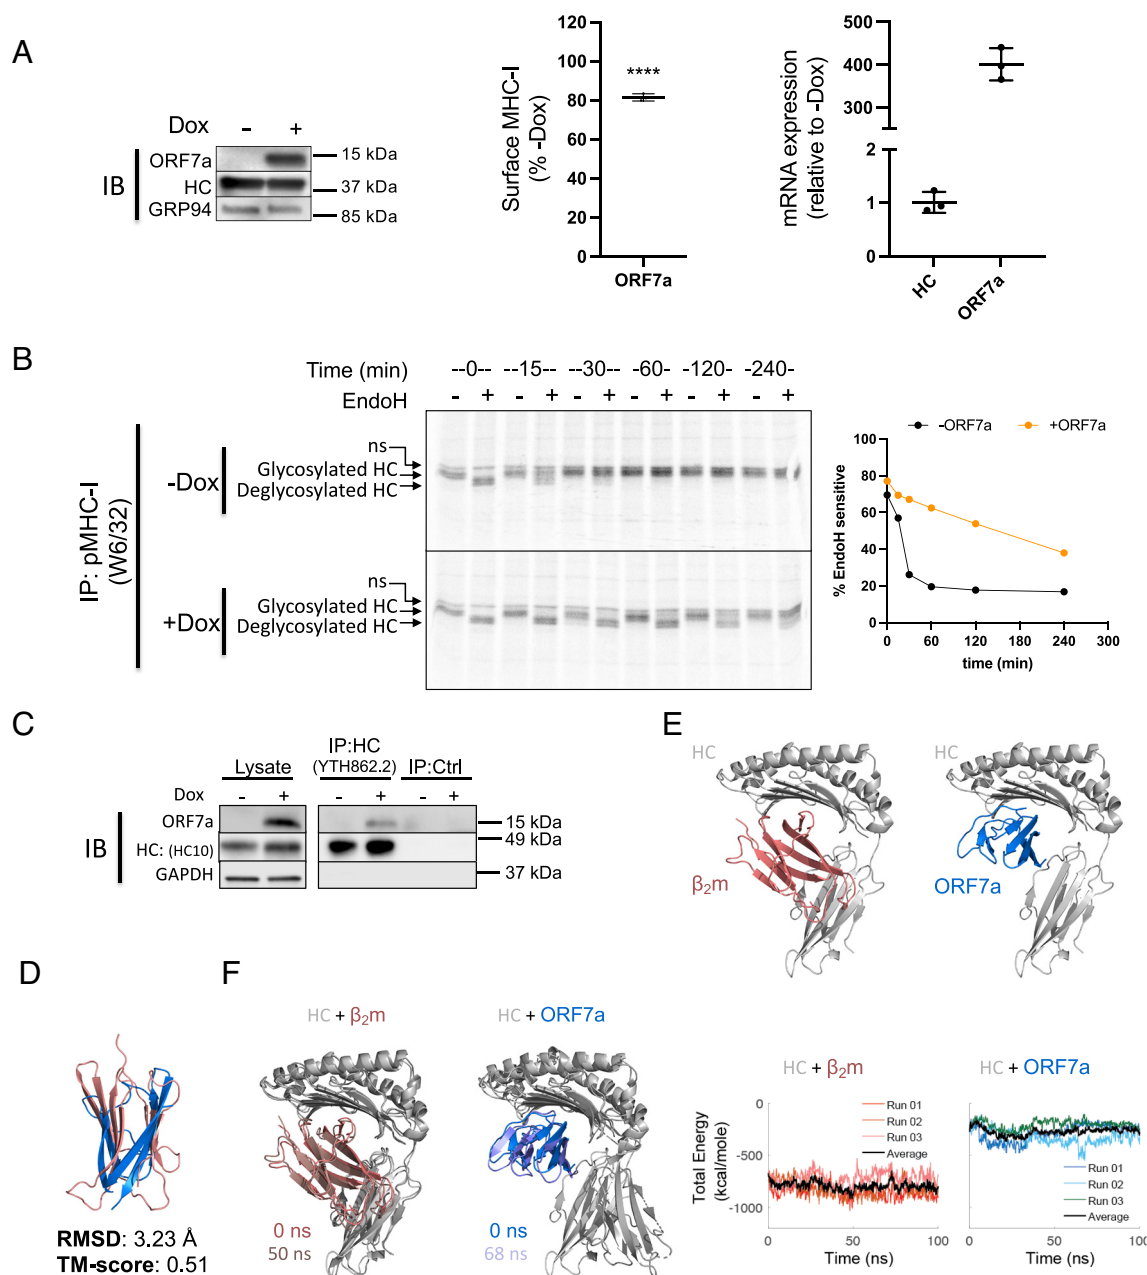 A
Dox - +
IB
ORF7a
HC
GRP94
15 kDa
37 kDa
85 kDa
Surface MHC-I
(% -Dox)
120
100
80
60
40
20
0
****
ORF7a
mRNA expression
(relative to -Dox)
500
400
300
2
1
0
HC
ORF7a
B
Time (min) --0-- --15-- --30-- -60- -120- -240-
EndoH - + - + - + - + - + - +
IP: pMHC-I
(W6/32)
-Dox
ns
Glycosylated HC
Deglycosylated HC
+Dox
ns
Glycosylated HC
Deglycosylated HC
-ORF7a
+ORF7a
% EndoH sensitive
100
80
60
40
20
0
0 60 120 180 240 300
time (min)
C
Lysate
IP:HC
(YTH862.2)
IP:Ctrl
Dox - + - + - +
IB
ORF7a
HC: (HC10)
GAPDH
15 kDa
49 kDa
37 kDa
E
HC
β2m
HC
ORF7a
D
RMSD: 3.23 Å
TM-score: 0.51
F
HC + β2m
0 ns
50 ns
HC + ORF7a
0 ns
68 ns
HC + β2m
Total Energy
(kcal/mole)
0
-500
-1000
Run 01
Run 02
Run 03
Average
0 50 100
Time (ns)
HC + ORF7a
Run 01
Run 02
Run 03
Average
0 50 100
Time (ns)